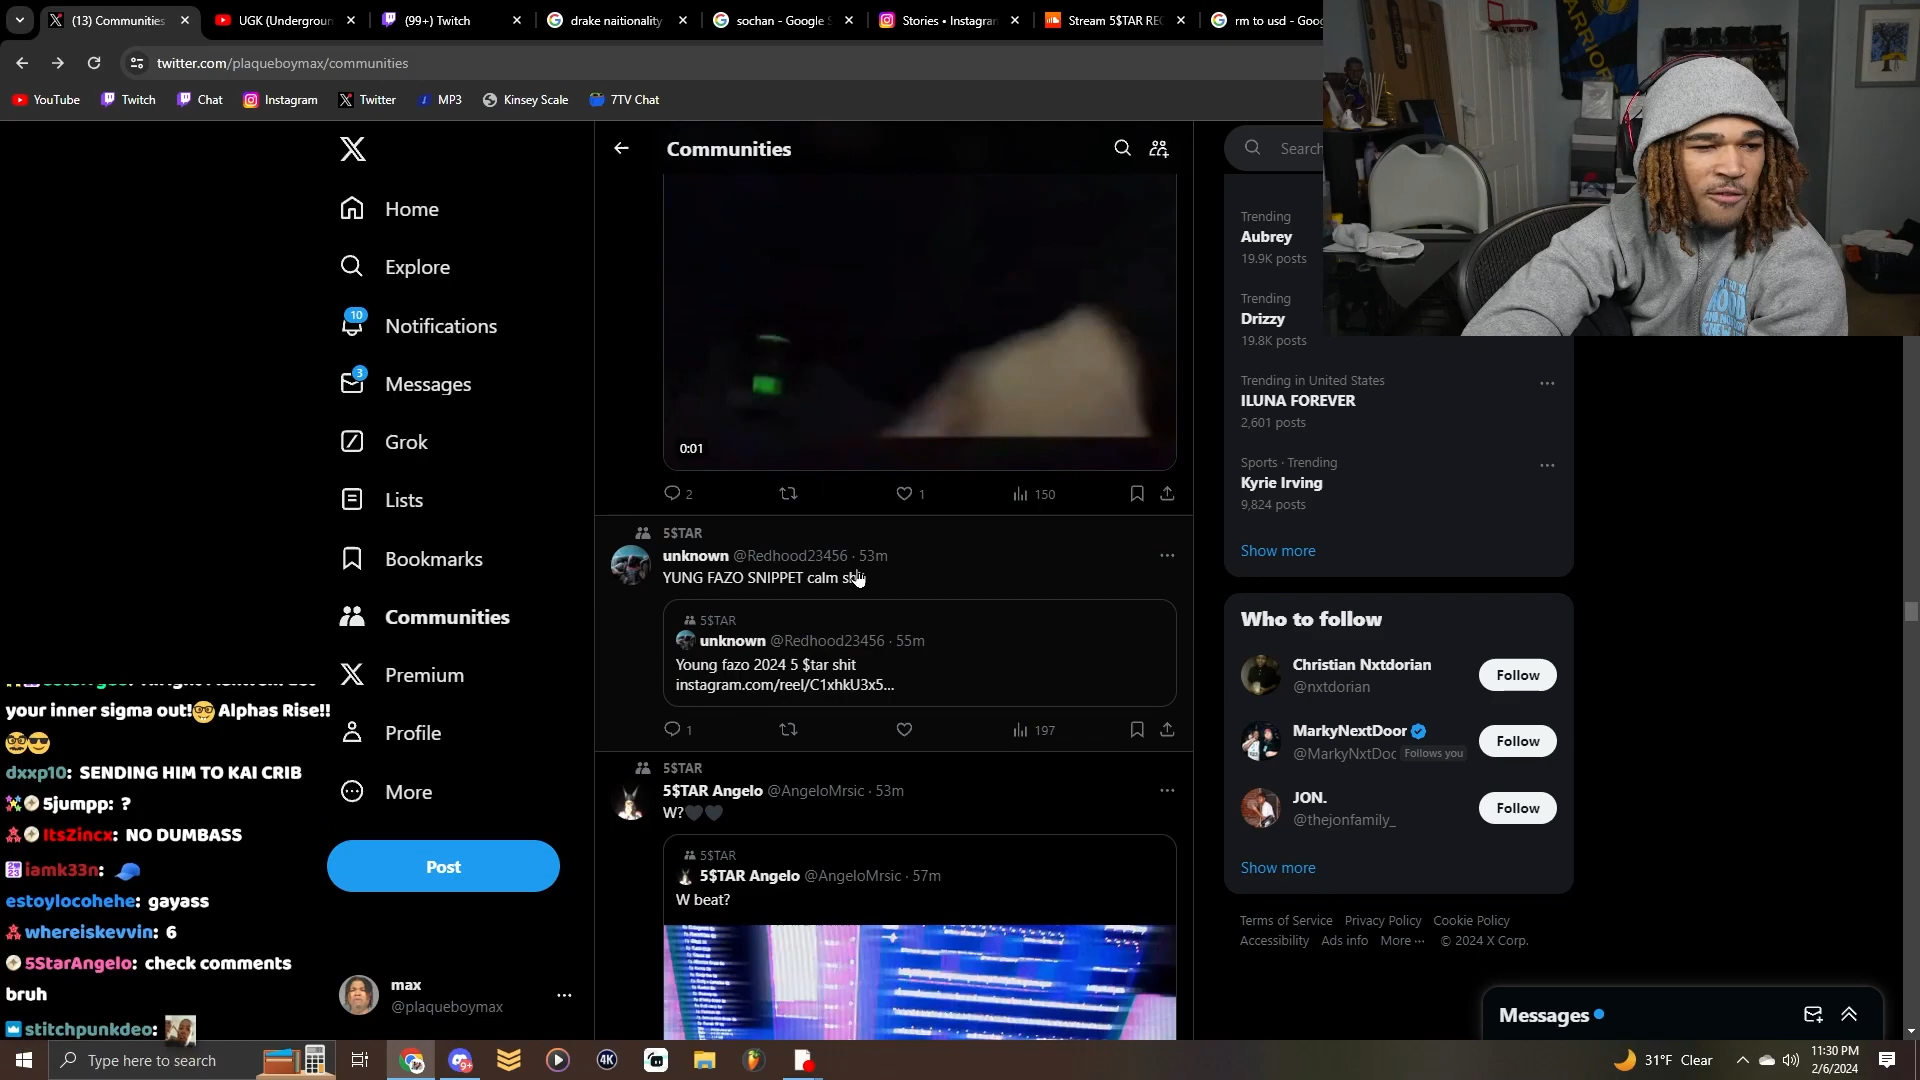 (13) Communities
UGK (Undergroun
(99+) Twitch
drake naitionality
sochan - Google S
Stories • Instagram
Stream 5$TAR REC
rm to usd - Goog
twitter.com/plaqueboymax/communities
YouTube
Twitch
Chat
Instagram
Twitter
MP3
Kinsey Scale
7TV Chat
Home
Explore
10
Notifications
3
Messages
Grok
Lists
Bookmarks
Communities
Premium
Profile
More
Post
max
@plaqueboymax
your inner sigma out! Alphas Rise!!
dxxp10: SENDING HIM TO KAI CRIB
5jumpp: ?
ItsZincx: NO DUMBASS
iamk33n:
estoylocohehe: gayass
whereiskevvin: 6
5StarAngelo: check comments
bruh
stitchpunkdeo:
Communities
0:01
2
1
150
5$TAR
unknown @Redhood23456 · 53m
YUNG FAZO SNIPPET calm
5$TAR
unknown @Redhood23456 · 55m
Young fazo 2024 5 $tar shit
instagram.com/reel/C1xhkU3x5...
1
197
5$TAR
5$TAR Angelo @AngeloMrsic · 53m
W?🖤🖤
5$TAR
5$TAR Angelo @AngeloMrsic · 57m
W beat?
Search
Trending
Aubrey
19.9K posts
Trending
Drizzy
19.8K posts
Trending in United States
ILUNA FOREVER
2,601 posts
Sports · Trending
Kyrie Irving
9,824 posts
Show more
Who to follow
Christian Nxtdorian
@nxtdorian
Follow
MarkyNextDoor
@MarkyNxtDoc Follows you
Follow
JON.
@thejonfamily_
Follow
Show more
Terms of Service Privacy Policy Cookie Policy
Accessibility Ads info More ··· © 2024 X Corp.
Messages
Type here to search
9+
4K
31°F Clear
11:30 PM
2/6/2024